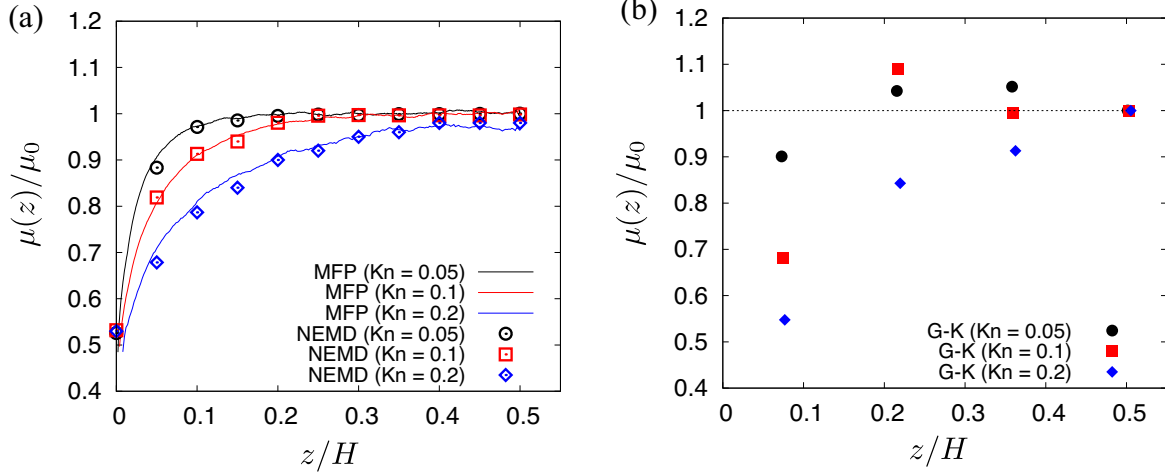 (a)
1.2
1.1
1
0.9
0.8
0.7
0.6
0.5
0.4
μ(z)/μ0
MFP (Kn = 0.05)
MFP (Kn = 0.1)
MFP (Kn = 0.2)
NEMD (Kn = 0.05)
NEMD (Kn = 0.1)
NEMD (Kn = 0.2)
0 0.1 0.2 0.3 0.4 0.5
z/H
(b)
1.2
1.1
1
0.9
0.8
0.7
0.6
0.5
0.4
μ(z)/μ0
G-K (Kn = 0.05)
G-K (Kn = 0.1)
G-K (Kn = 0.2)
0 0.1 0.2 0.3 0.4 0.5
z/H